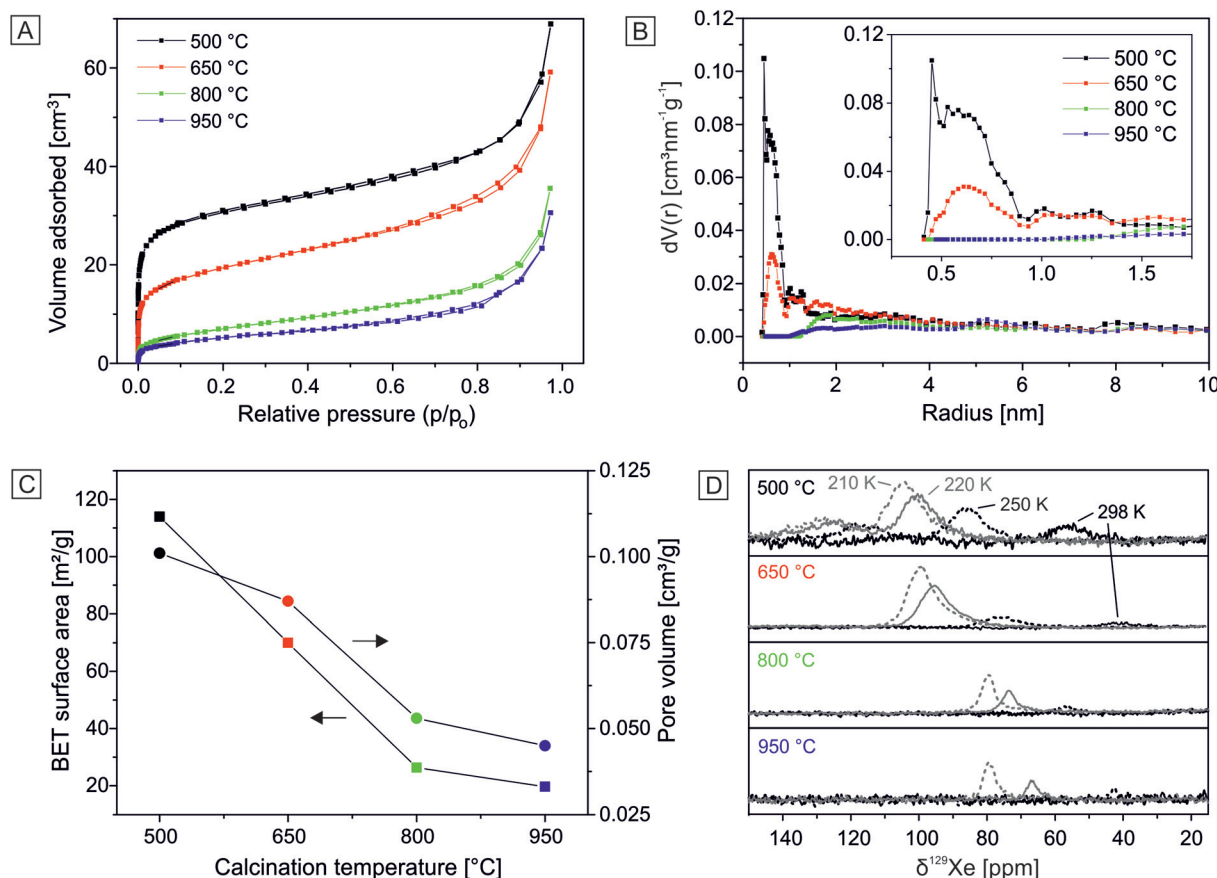 A
500 °C
650 °C
800 °C
950 °C
Volume adsorbed [cm⁻³]
60
40
20
0
0.0 0.2 0.4 0.6 0.8 1.0
Relative pressure (p/pₒ)
B
dV(r) [cm³nm⁻¹g⁻¹]
0.12
0.10
0.08
0.06
0.04
0.02
0.00
0 2 4 6 8 10
Radius [nm]
0.12
0.08
0.04
0.00
0.5 1.0 1.5
500 °C
650 °C
800 °C
950 °C
C
BET surface area [m²/g]
120
100
80
60
40
20
500 650 800 950
Calcination temperature [°C]
0.125
0.100
0.075
0.050
0.025
Pore volume [cm³/g]
D
500 °C
210 K
220 K
250 K
298 K
650 °C
800 °C
950 °C
140 120 100 80 60 40 20
δ¹²⁹Xe [ppm]